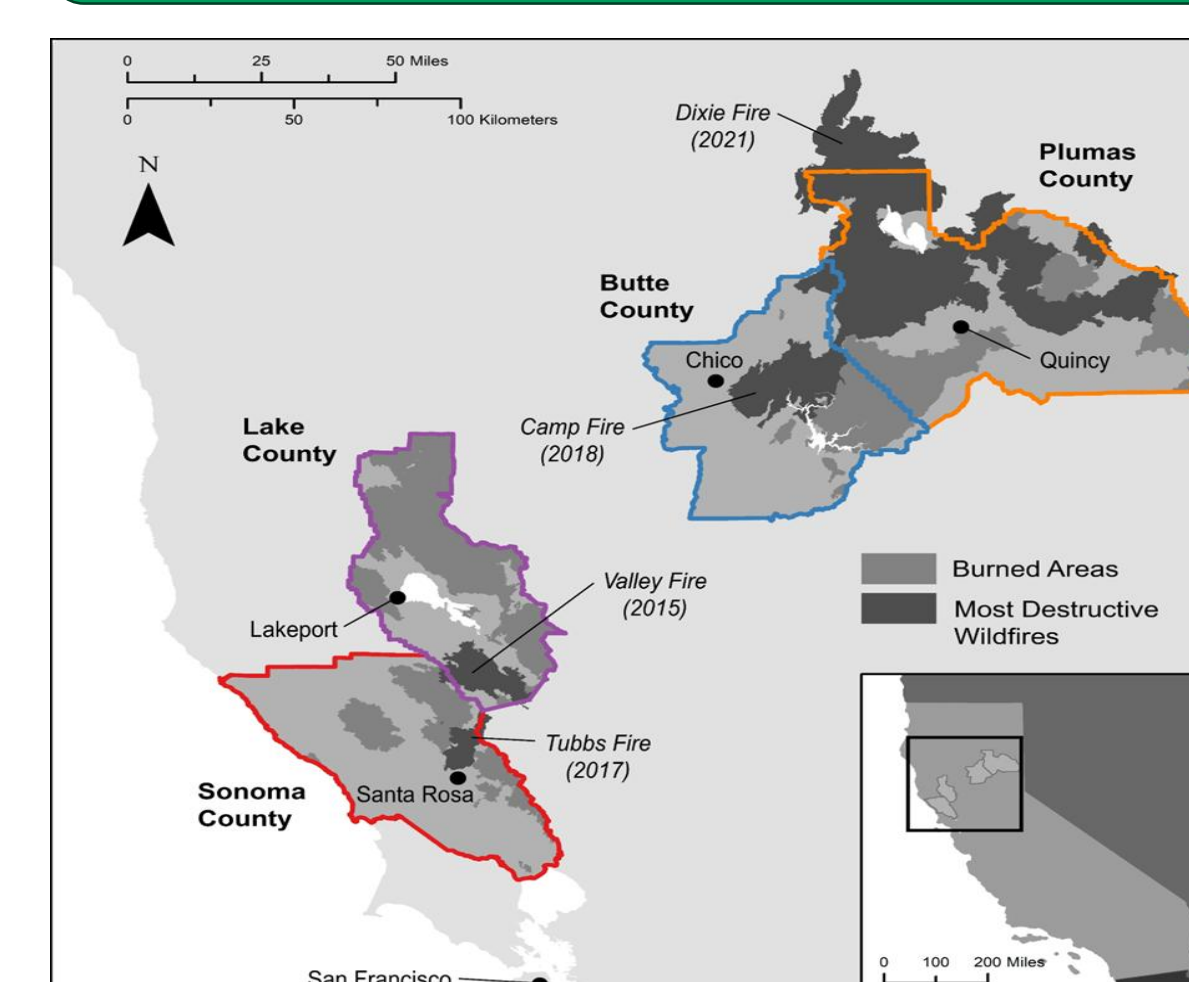 0 25 50 Miles
0 50 100 Kilometers
N
Dixie Fire
(2021)
Plumas
County
Butte
County
Chico
Quincy
Camp Fire
(2018)
Lake
County
Valley Fire
(2015)
Lakeport
Burned Areas
Most Destructive
Wildfires
Tubbs Fire
(2017)
Sonoma
County
Santa Rosa
San Francisco
0 100 200 Miles